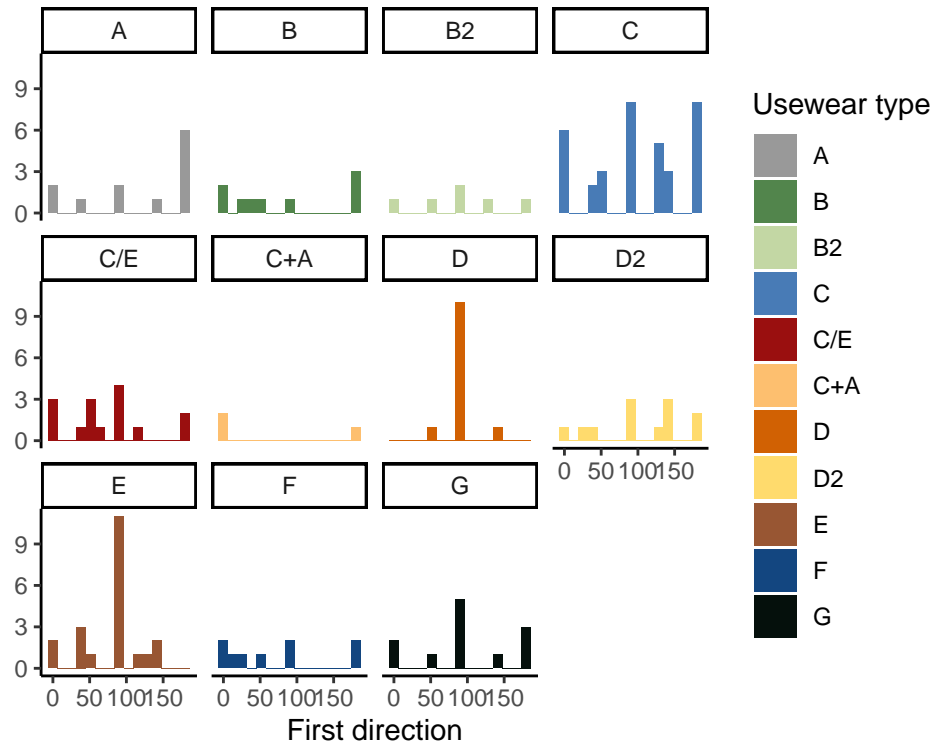 A B B2 C
9
6
3
0
C/E C+A D D2
9
6
3
0
0 50 100 150
E F G
9
6
3
0
0 50 100 150 0 50 100 150 0 50 100 150
First direction
Usewear type
A
B
B2
C
C/E
C+A
D
D2
E
F
G